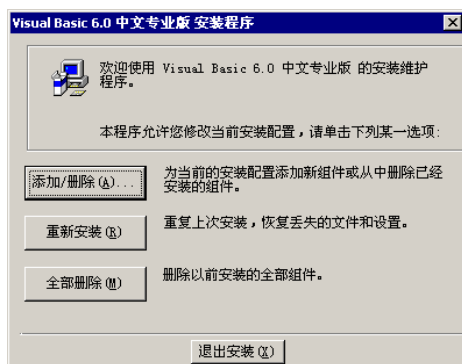 Visual Basic 6.0 中文专业版 安装程序
欢迎使用 Visual Basic 6.0 中文专业版 的安装维护
程序。
本程序允许您修改当前安装配置，请单击下列某一选项:
添加/删除(A)...
为当前的安装配置添加新组件或从中删除已经
安装的组件。
重新安装(R)
重复上次安装，恢复丢失的文件和设置。
全部删除(M)
删除以前安装的全部组件。
退出安装(X)